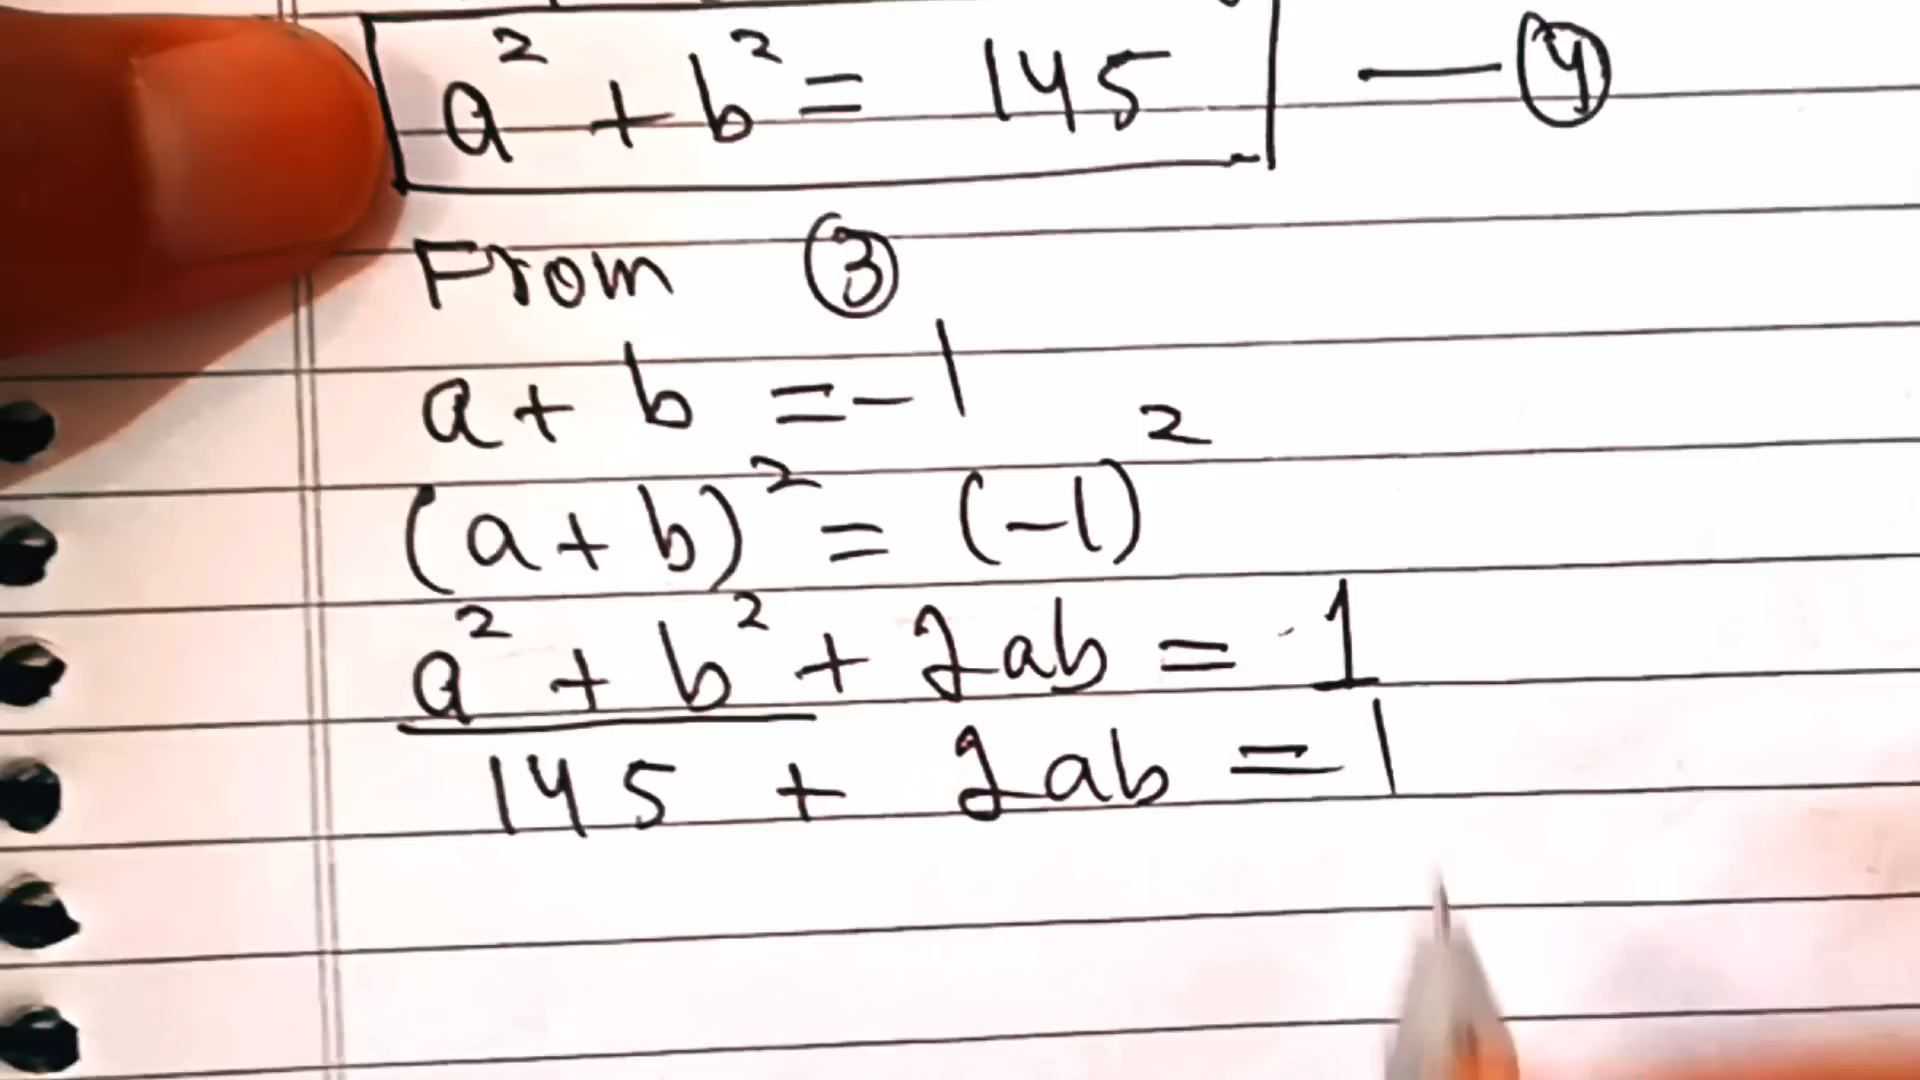 a² + b² = 145 — ④
From ③
a + b = -1
(a + b)² = (-1)²
a² + b² + 2ab = 1
145 + 2ab = 1